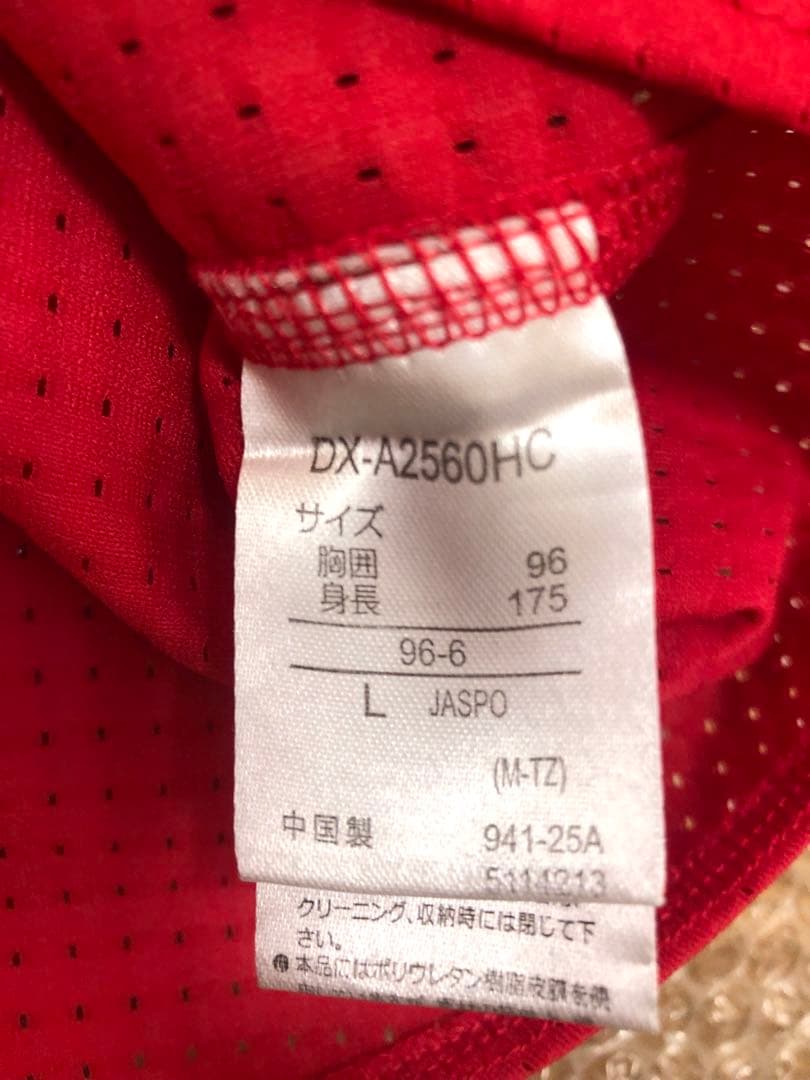 DX-A2560HC
サイズ
胸囲 96
身長 175
96-6
L JASPO
(M-TZ)
中国製 941-25A
5114213
クリーニング、収納時には閉じて下
さい。
本品にはポリウレタン樹脂皮膜を使